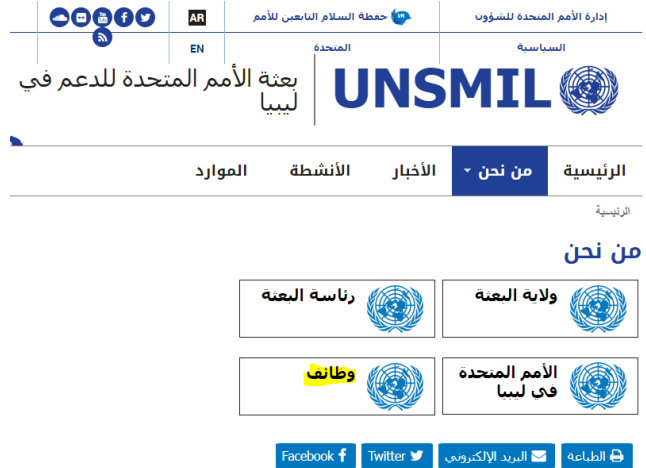 إدارة الأمم المتحدة للشؤون السياسية
حفظة السلام التابعين للأمم المتحدة
AR
EN
UNSMIL
بعثة الأمم المتحدة للدعم في
ليبيا
الرئيسية من نحن الأخبار الأنشطة الموارد
الرئيسية
من نحن
ولاية البعثة رئاسة البعثة
الأمم المتحدة
في ليبيا
وظائف
الطباعة البريد الإلكتروني Twitter Facebook